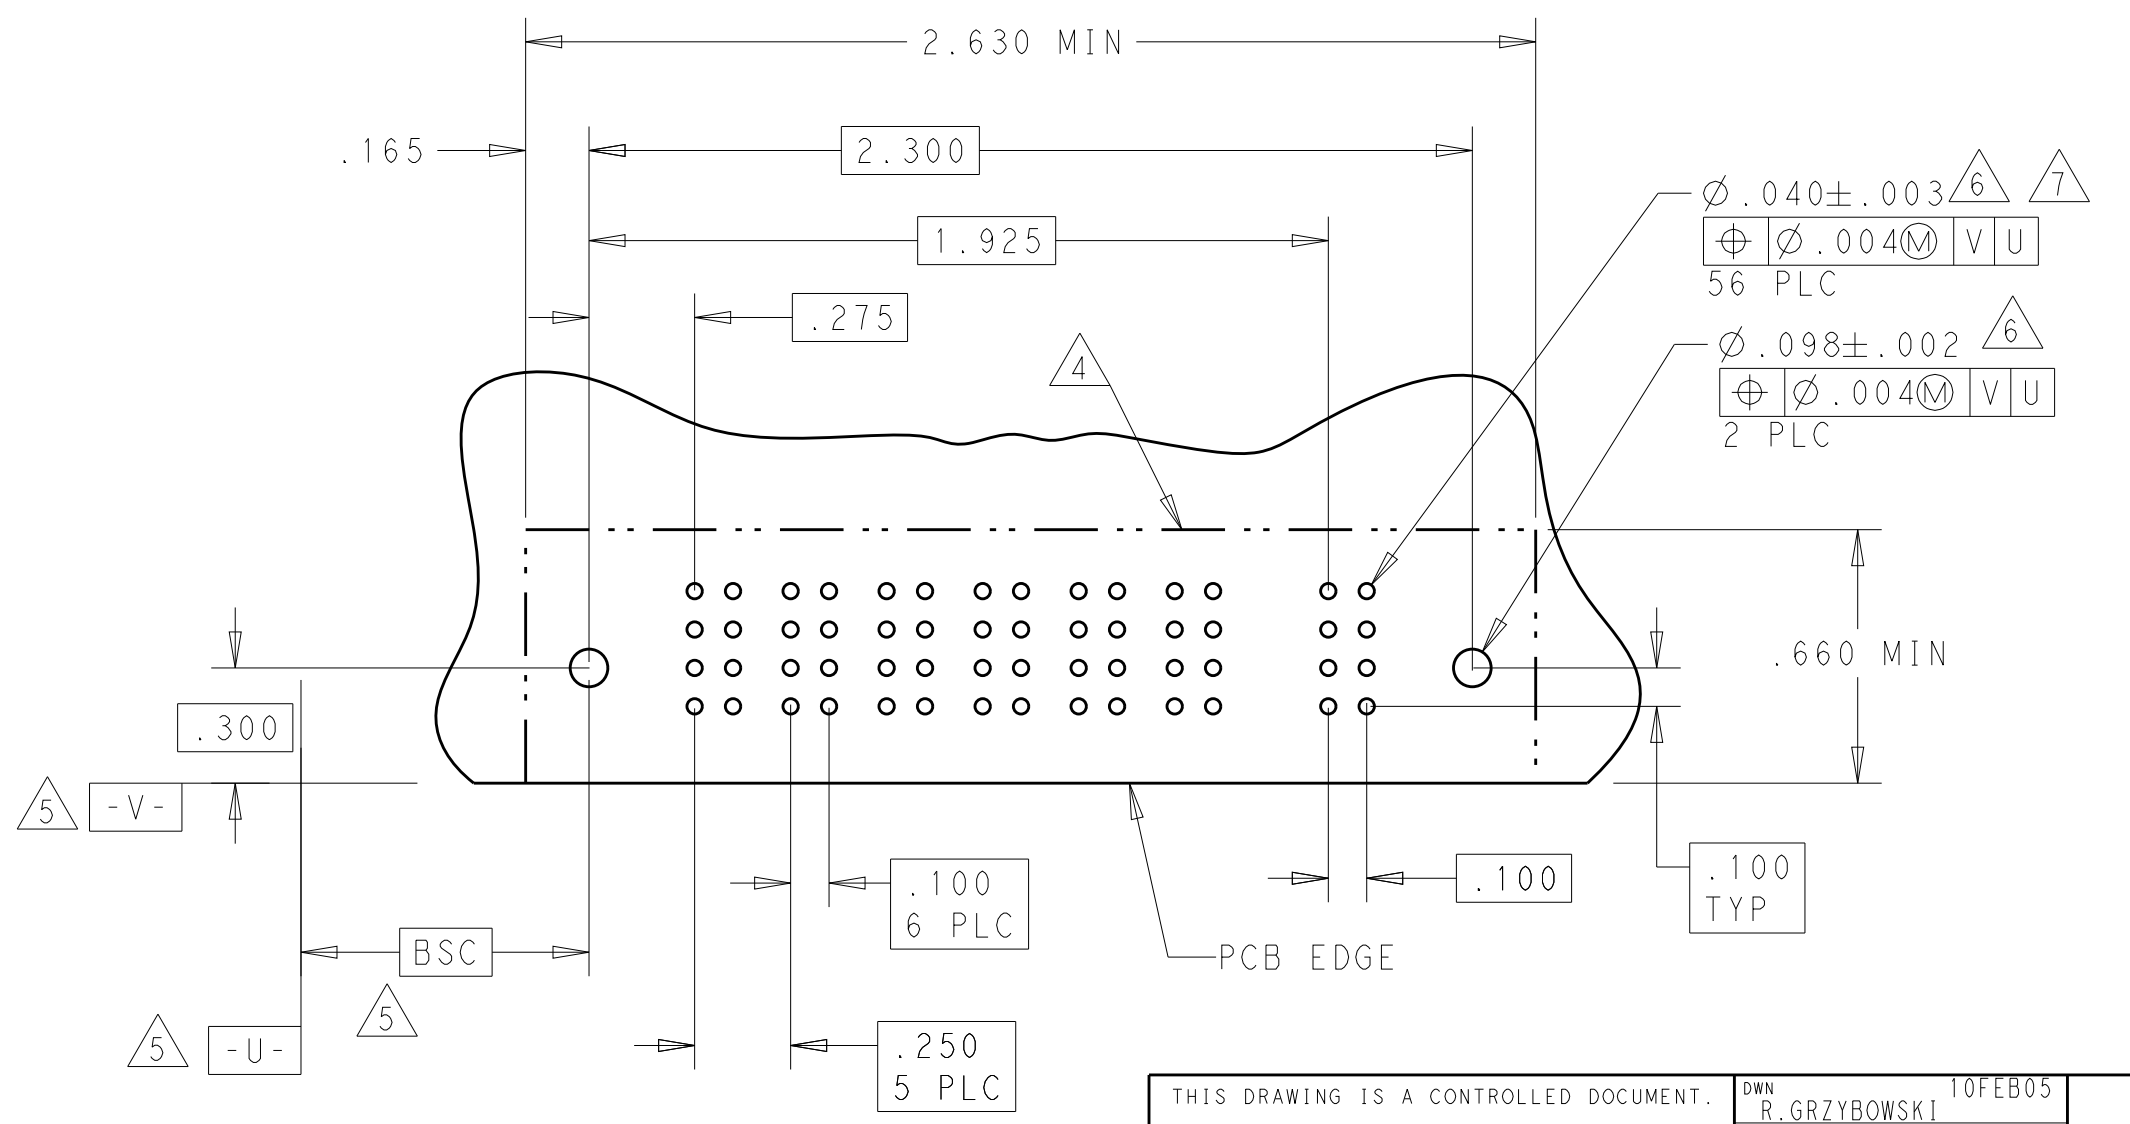 2.630 MIN
.165
2.300
1.925
.275
Ø.040±.003 6 7
⌖ Ø.004Ⓜ V U
56 PLC
Ø.098±.002 6
⌖ Ø.004Ⓜ V U
2 PLC
4
.660 MIN
.300
5 -V-
.100
6 PLC
.100
.100
TYP
BSC
PCB EDGE
5
5 -U-
.250
5 PLC
THIS DRAWING IS A CONTROLLED DOCUMENT.
DWN 10FEB05
R.GRZYBOWSKI